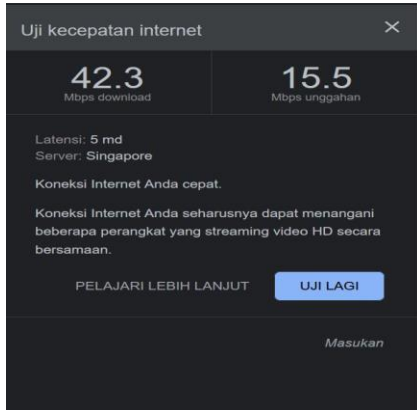 Uji kecepatan internet
42.3
Mbps download
15.5
Mbps unggahan
Latensi: 5 md
Server: Singapore
Koneksi Internet Anda cepat.
Koneksi Internet Anda seharusnya dapat menangani
beberapa perangkat yang streaming video HD secara
bersamaan.
PELAJARI LEBIH LANJUT
UJI LAGI
Masukan